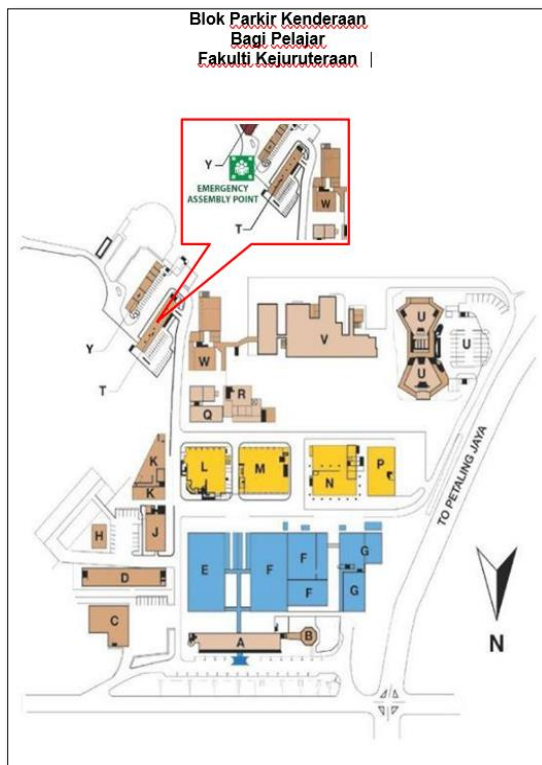 Blok Parkir Kenderaan
Bagi Pelajar
Fakulti Kejuruteraan
Y
EMERGENCY
ASSEMBLY POINT
W
T
Y
T
W
V
U
U
U
Q
R
K
K
L
M
N
P
TO PETALING JAYA
H
J
E
F
F
F
G
G
D
C
A
B
N